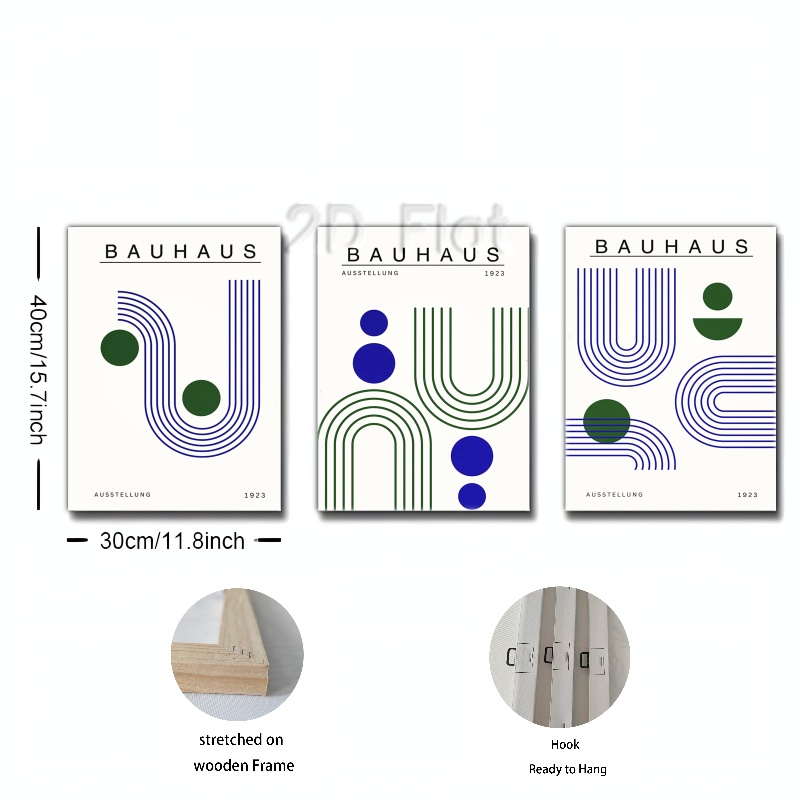 2D Flat
BAUHAUS
BAUHAUS
AUSSTELLUNG 1923
BAUHAUS
40cm/15.7inch
AUSSTELLUNG 1923
AUSSTELLUNG 1923
30cm/11.8inch
stretched on
wooden Frame
Hook
Ready to Hang